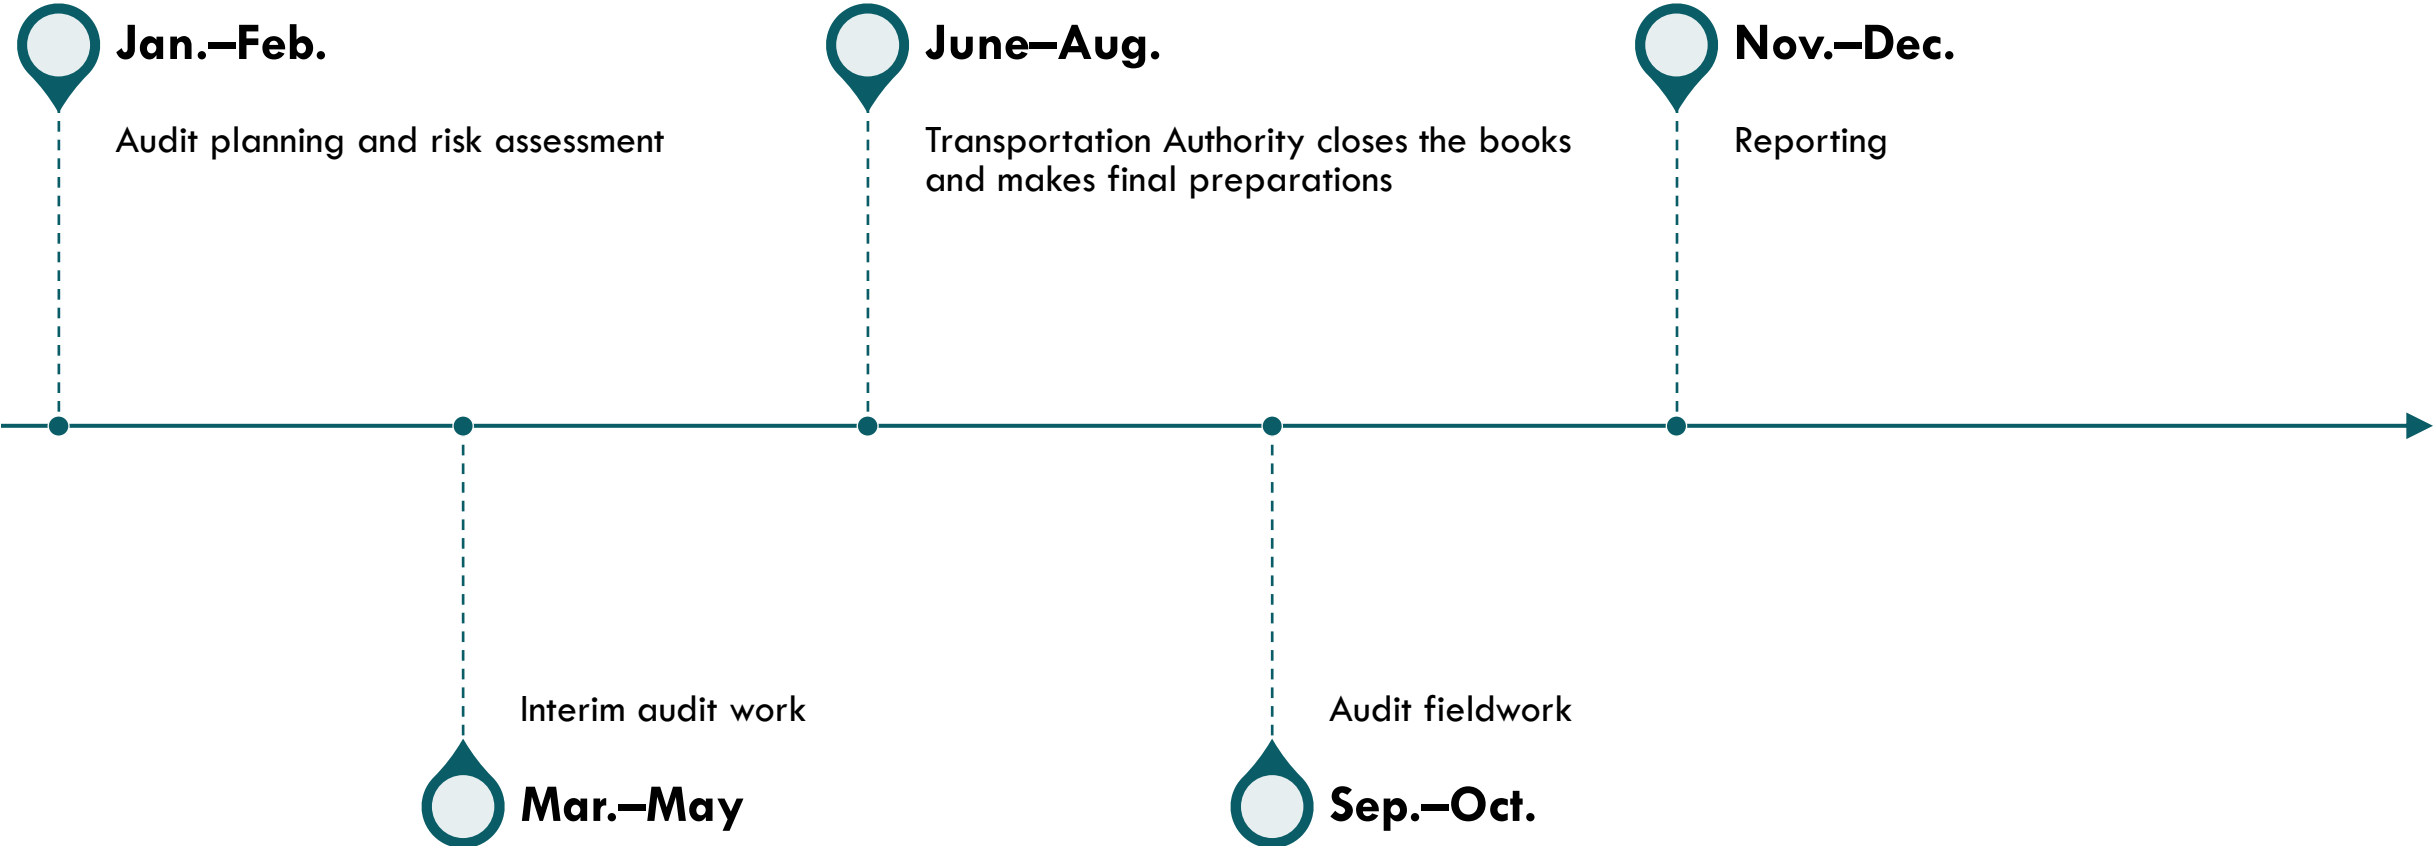 Jan.–Feb.
Audit planning and risk assessment
Interim audit work
Mar.–May
June–Aug.
Transportation Authority closes the books
and makes final preparations
Audit fieldwork
Sep.–Oct.
Nov.–Dec.
Reporting